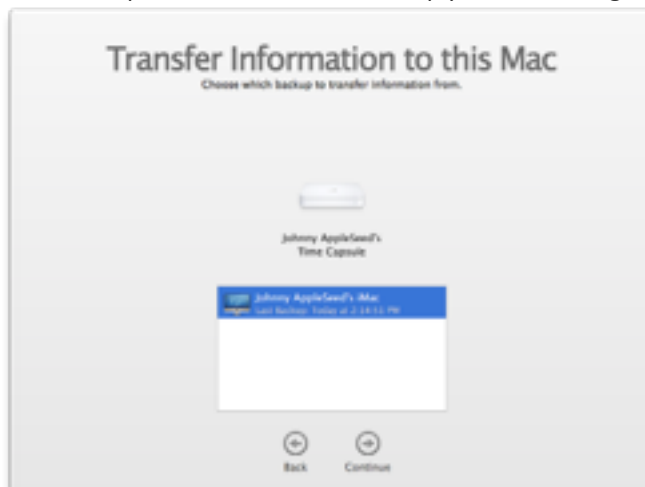 Transfer Information to this Mac
Choose which backup to transfer information from.
Johnny AppleSeed's
Time Capsule
Johnny AppleSeed's iMac
Last Backup: Today at 2:14:51 PM
Back
Continue